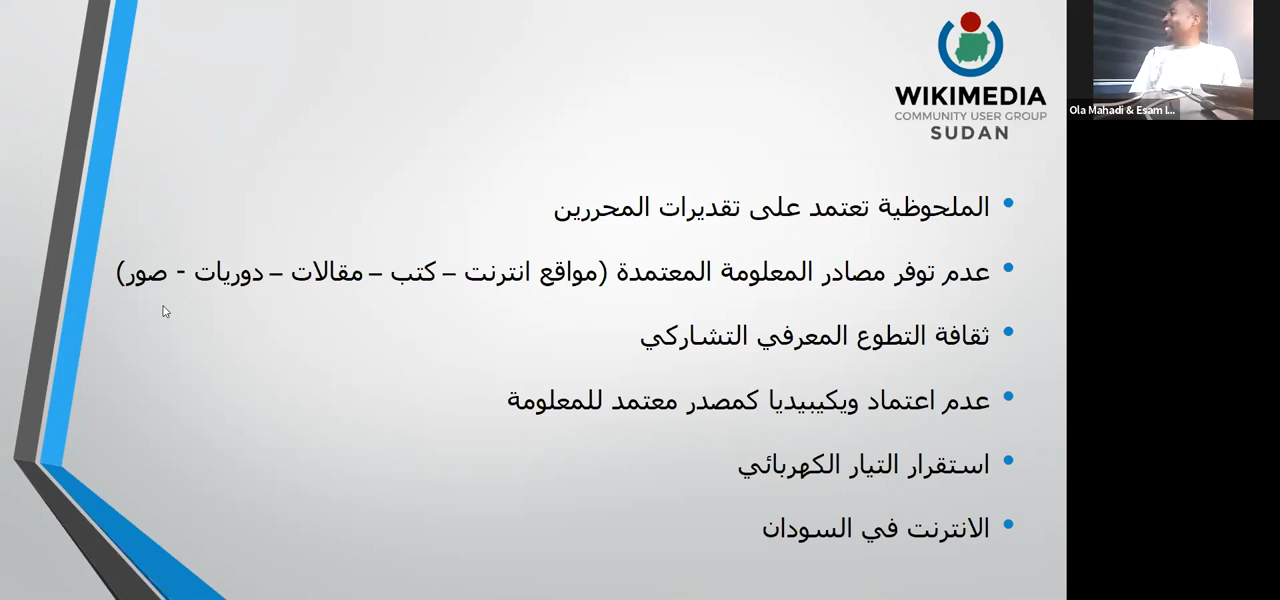 WIKIMEDIA
COMMUNITY USER GROUP
SUDAN
Ola Mahadi & Esam I...
الملحوظية تعتمد على تقديرات المحررين
عدم توفر مصادر المعلومة المعتمدة (مواقع انترنت – كتب – مقالات – دوريات - صور)
ثقافة التطوع المعرفي التشاركي
عدم اعتماد ويكيبيديا كمصدر معتمد للمعلومة
استقرار التيار الكهربائي
الانترنت في السودان